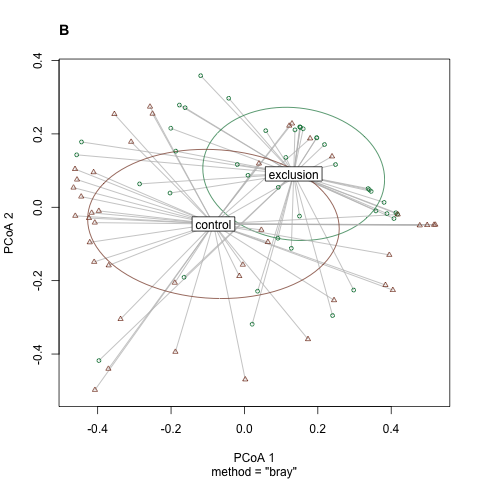 B
0.4
0.2
0.0
-0.2
-0.4
PCoA 2
exclusion
control
-0.4
-0.2
0.0
0.2
0.4
PCoA 1
method = "bray"